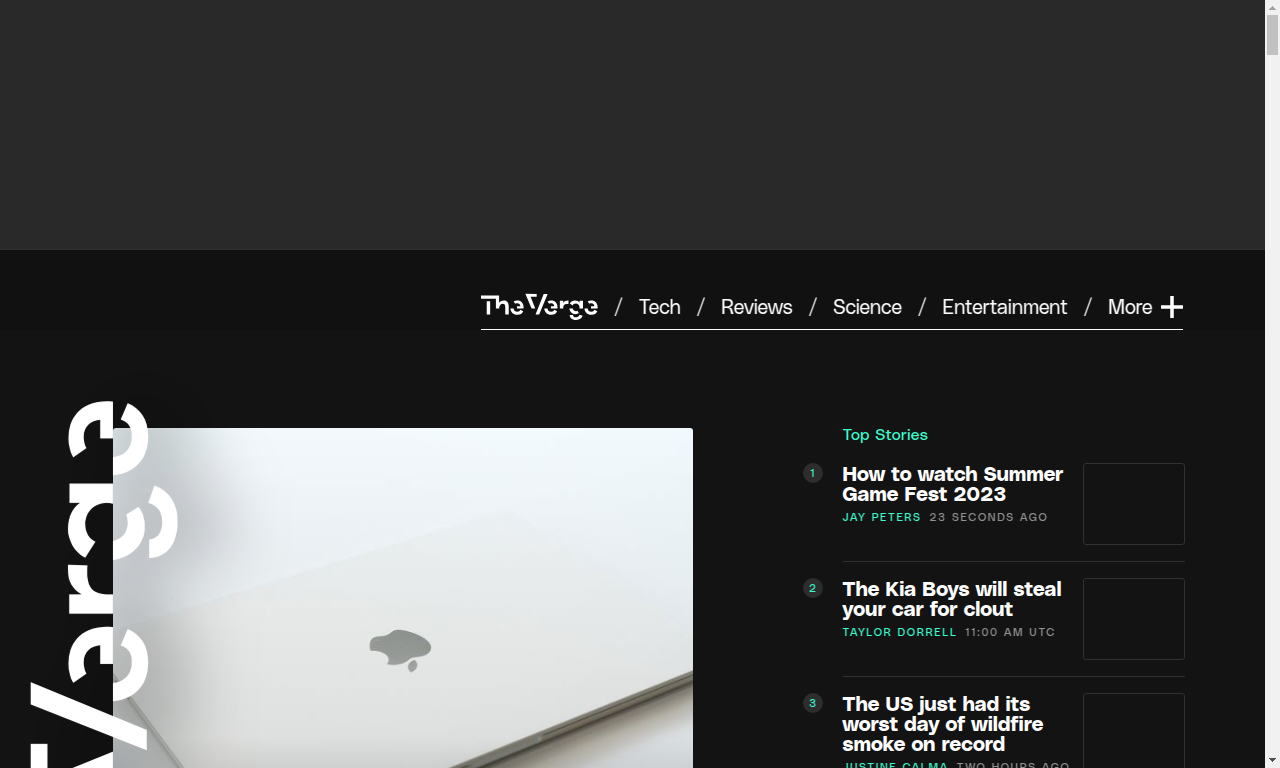 The Verge / Tech / Reviews / Science / Entertainment / More
Verge
Top Stories
1
How to watch Summer
Game Fest 2023
JAY PETERS 23 SECONDS AGO
2
The Kia Boys will steal
your car for clout
TAYLOR DORRELL 11:00 AM UTC
3
The US just had its
worst day of wildfire
smoke on record
JUSTINE CALMA TWO HOURS AGO